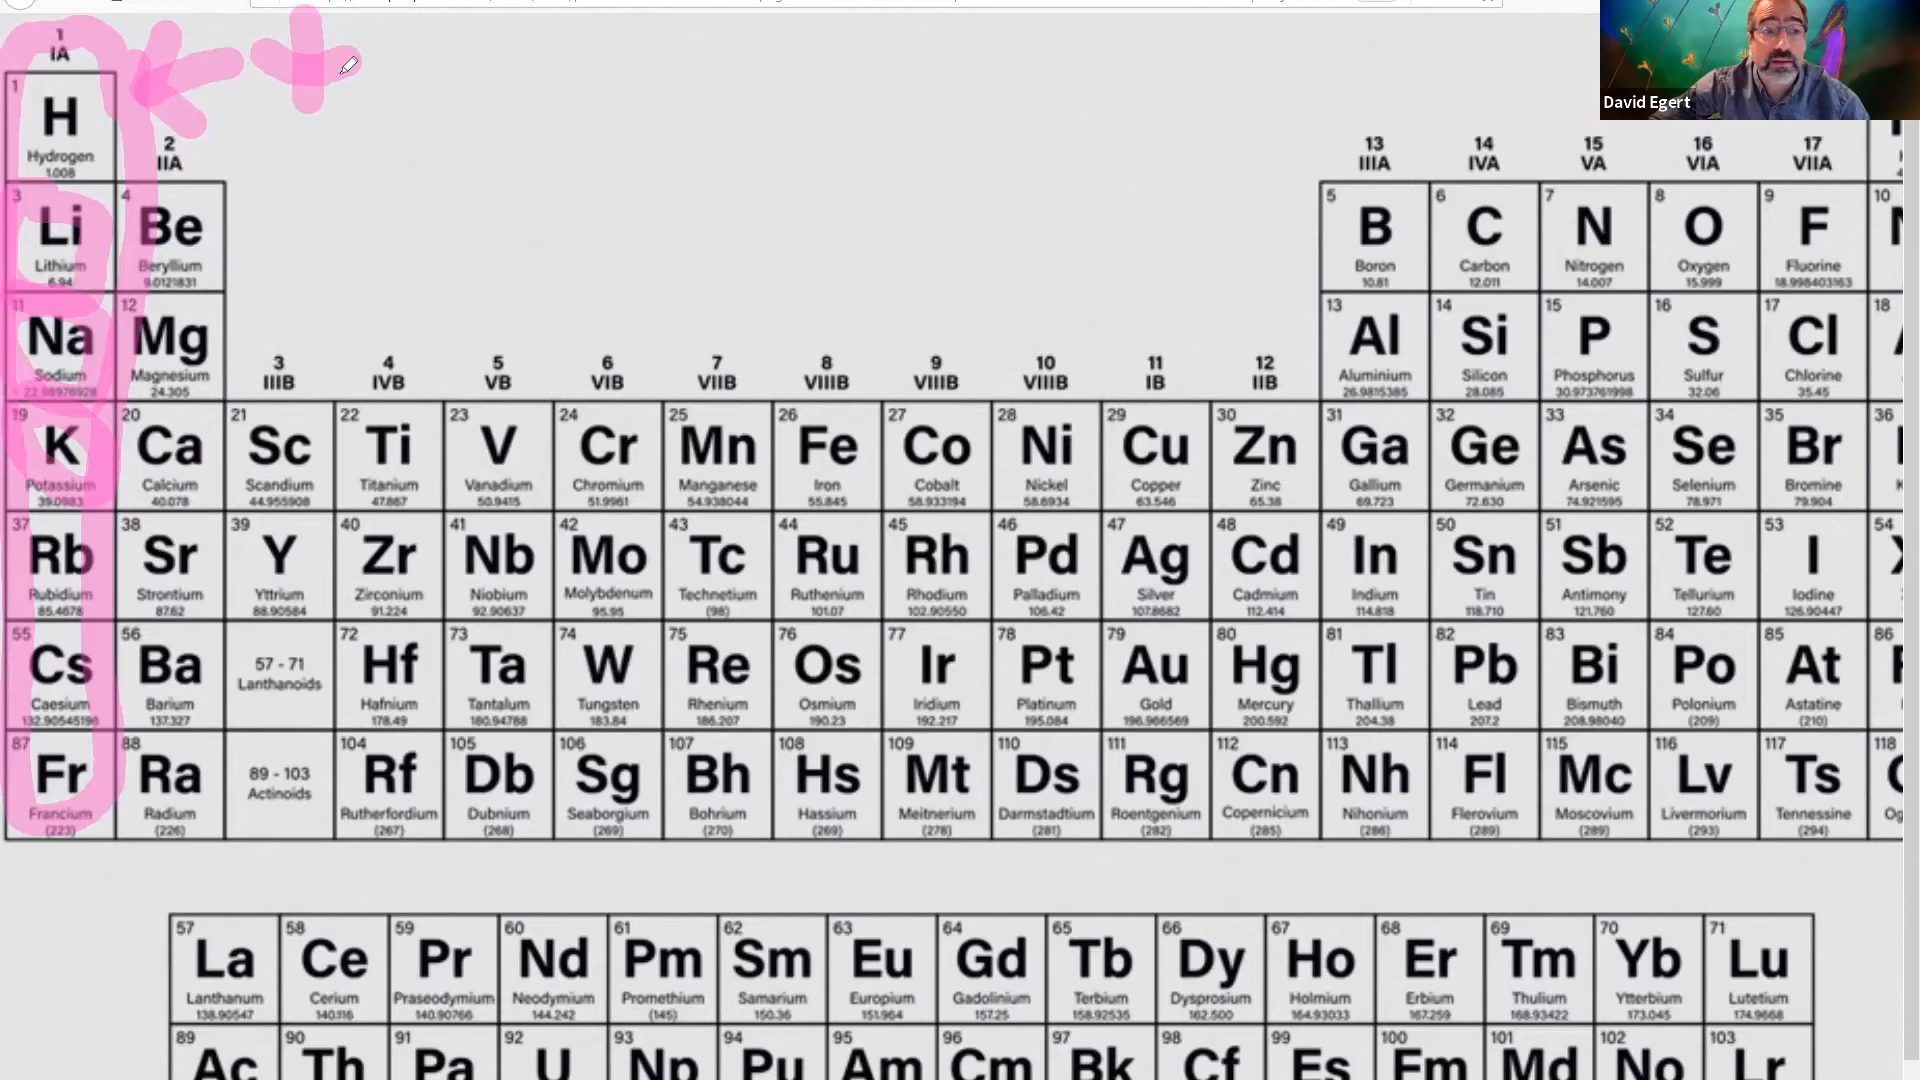 1
IA
David Egert
1
H
Hydrogen
1.008
2
IIA
13
IIIA
14
IVA
15
VA
16
VIA
17
VIIA
3
Li
Lithium
6.94
4
Be
Beryllium
9.0121831
5
B
Boron
10.81
6
C
Carbon
12.011
7
N
Nitrogen
14.007
8
O
Oxygen
15.999
9
F
Fluorine
18.998403163
10
11
Na
Sodium
22.98976928
12
Mg
Magnesium
24.305
3
IIIB
4
IVB
5
VB
6
VIB
7
VIIB
8
VIIIB
9
VIIIB
10
VIIIB
11
IB
12
IIB
13
Al
Aluminium
26.9815385
14
Si
Silicon
28.085
15
P
Phosphorus
30.973761998
16
S
Sulfur
32.06
17
Cl
Chlorine
35.45
18
19
K
Potassium
39.0983
20
Ca
Calcium
40.078
21
Sc
Scandium
44.955908
22
Ti
Titanium
47.867
23
V
Vanadium
50.9415
24
Cr
Chromium
51.9961
25
Mn
Manganese
54.938044
26
Fe
Iron
55.845
27
Co
Cobalt
58.933194
28
Ni
Nickel
58.6934
29
Cu
Copper
63.546
30
Zn
Zinc
65.38
31
Ga
Gallium
69.723
32
Ge
Germanium
72.630
33
As
Arsenic
74.921595
34
Se
Selenium
78.971
35
Br
Bromine
79.904
36
37
Rb
Rubidium
85.4678
38
Sr
Strontium
87.62
39
Y
Yttrium
88.90584
40
Zr
Zirconium
91.224
41
Nb
Niobium
92.90637
42
Mo
Molybdenum
95.95
43
Tc
Technetium
(98)
44
Ru
Ruthenium
101.07
45
Rh
Rhodium
102.90550
46
Pd
Palladium
106.42
47
Ag
Silver
107.8682
48
Cd
Cadmium
112.414
49
In
Indium
114.818
50
Sn
Tin
118.710
51
Sb
Antimony
121.760
52
Te
Tellurium
127.60
53
I
Iodine
126.90447
54
55
Cs
Caesium
132.90545196
56
Ba
Barium
137.327
57 - 71
Lanthanoids
72
Hf
Hafnium
178.49
73
Ta
Tantalum
180.94788
74
W
Tungsten
183.84
75
Re
Rhenium
186.207
76
Os
Osmium
190.23
77
Ir
Iridium
192.217
78
Pt
Platinum
195.084
79
Au
Gold
196.966569
80
Hg
Mercury
200.592
81
Tl
Thallium
204.38
82
Pb
Lead
207.2
83
Bi
Bismuth
208.98040
84
Po
Polonium
(209)
85
At
Astatine
(210)
86
87
Fr
Francium
(223)
88
Ra
Radium
(226)
89 - 103
Actinoids
104
Rf
Rutherfordium
(267)
105
Db
Dubnium
(268)
106
Sg
Seaborgium
(269)
107
Bh
Bohrium
(270)
108
Hs
Hassium
(269)
109
Mt
Meitnerium
(278)
110
Ds
Darmstadtium
(281)
111
Rg
Roentgenium
(282)
112
Cn
Copernicium
(285)
113
Nh
Nihonium
(286)
114
Fl
Flerovium
(289)
115
Mc
Moscovium
(289)
116
Lv
Livermorium
(293)
117
Ts
Tennessine
(294)
118
57
La
Lanthanum
138.90547
58
Ce
Cerium
140.116
59
Pr
Praseodymium
140.90766
60
Nd
Neodymium
144.242
61
Pm
Promethium
(145)
62
Sm
Samarium
150.36
63
Eu
Europium
151.964
64
Gd
Gadolinium
157.25
65
Tb
Terbium
158.92535
66
Dy
Dysprosium
162.500
67
Ho
Holmium
164.93033
68
Er
Erbium
167.259
69
Tm
Thulium
168.93422
70
Yb
Ytterbium
173.045
71
Lu
Lutetium
174.9668
89
Ac
90
Th
91
Pa
92
U
93
Np
94
Pu
95
Am
96
Cm
97
Bk
98
Cf
99
Es
100
Fm
101
Md
102
No
103
Lr